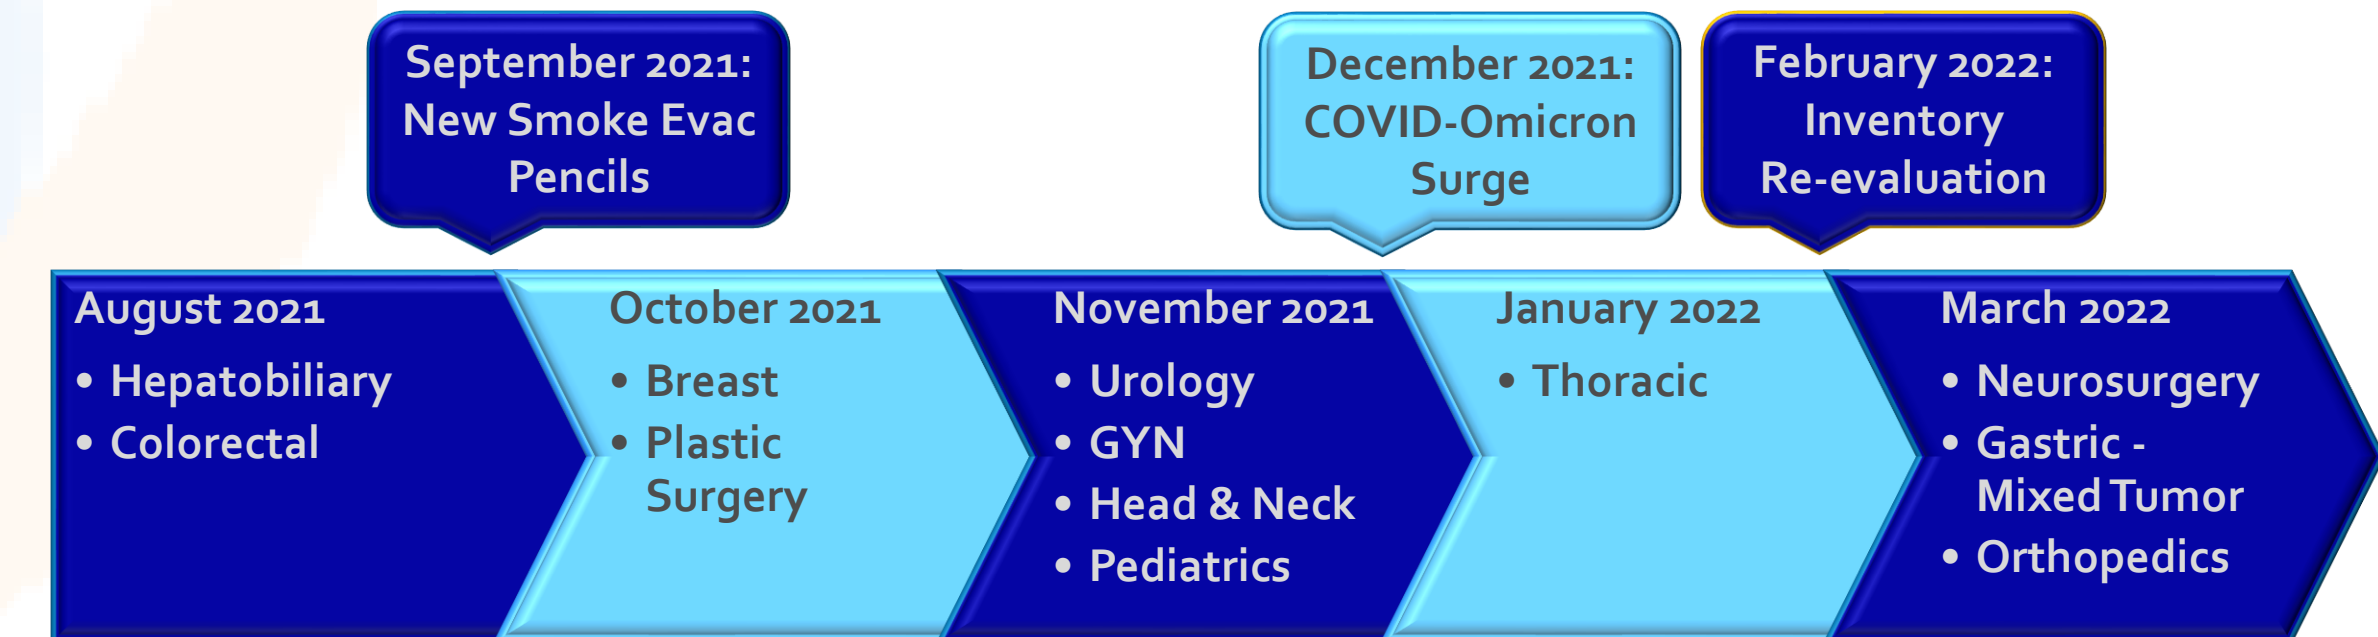 September 2021:
New Smoke Evac
Pencils
December 2021:
COVID-Omicron
Surge
February 2022:
Inventory
Re-evaluation
August 2021
• Hepatobiliary
• Colorectal
October 2021
• Breast
• Plastic
Surgery
November 2021
• Urology
• GYN
• Head & Neck
• Pediatrics
January 2022
• Thoracic
March 2022
• Neurosurgery
• Gastric -
Mixed Tumor
• Orthopedics